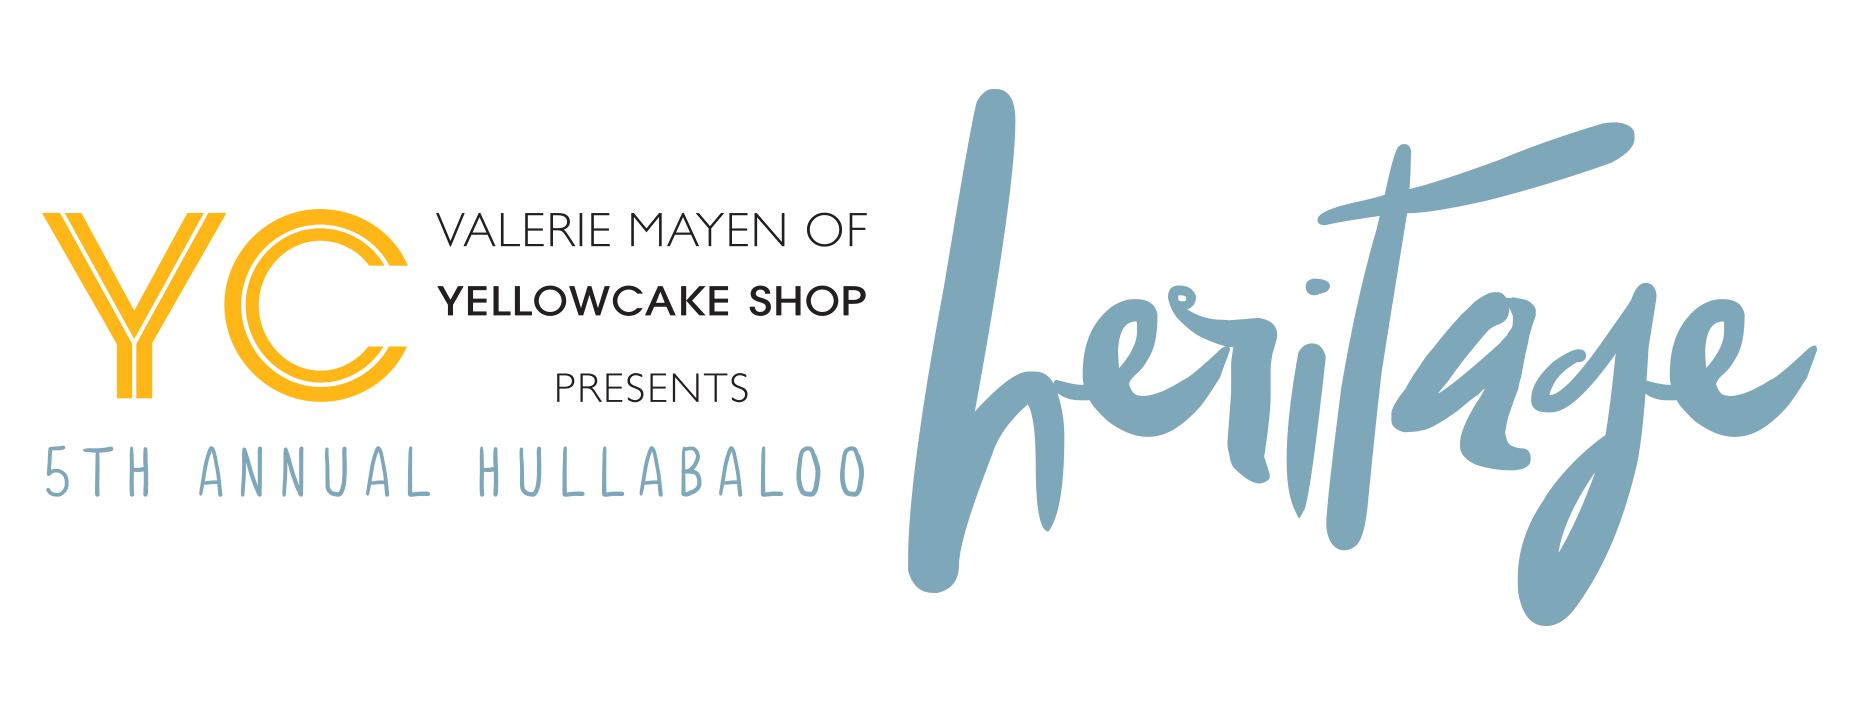 YC
VALERIE MAYEN OF
YELLOWCAKE SHOP
PRESENTS
5TH ANNUAL HULLABALOO
heritage